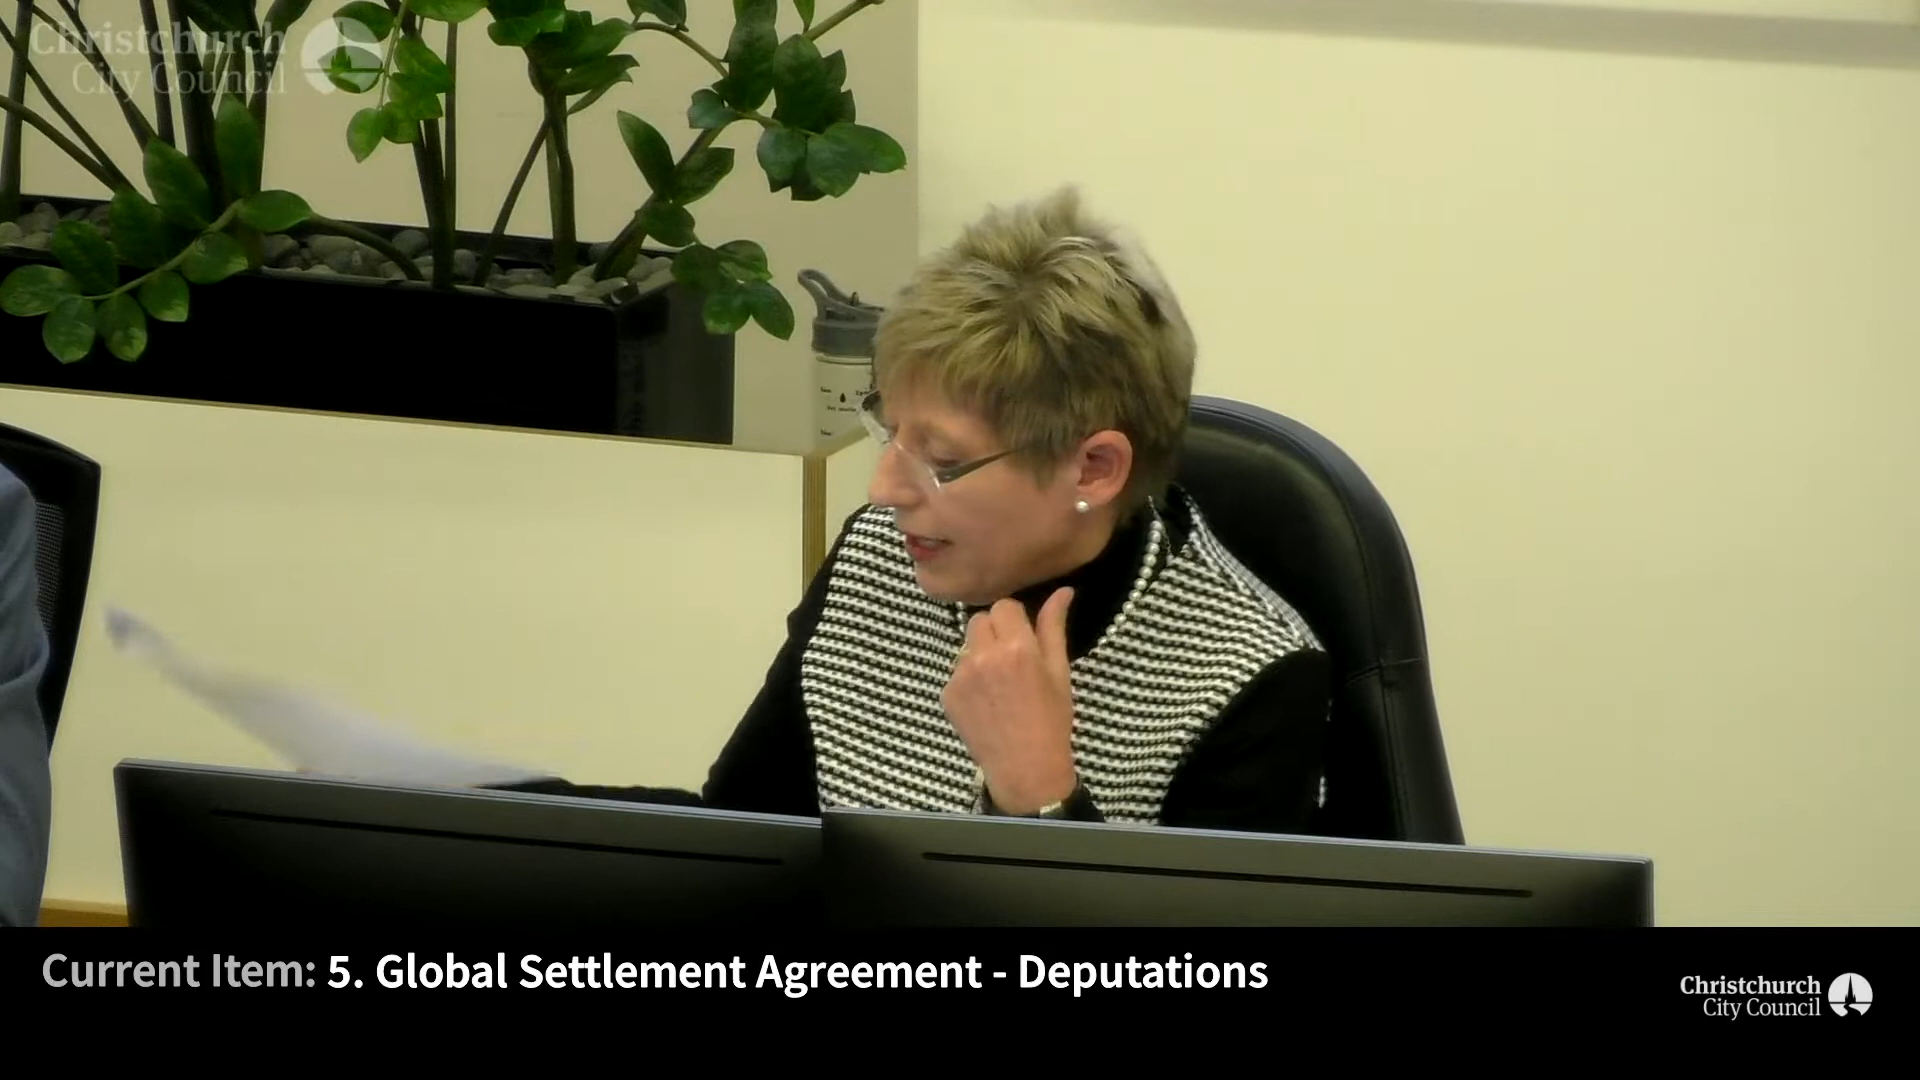 Christchurch
City Council
Current Item: 5. Global Settlement Agreement - Deputations
Christchurch
City Council